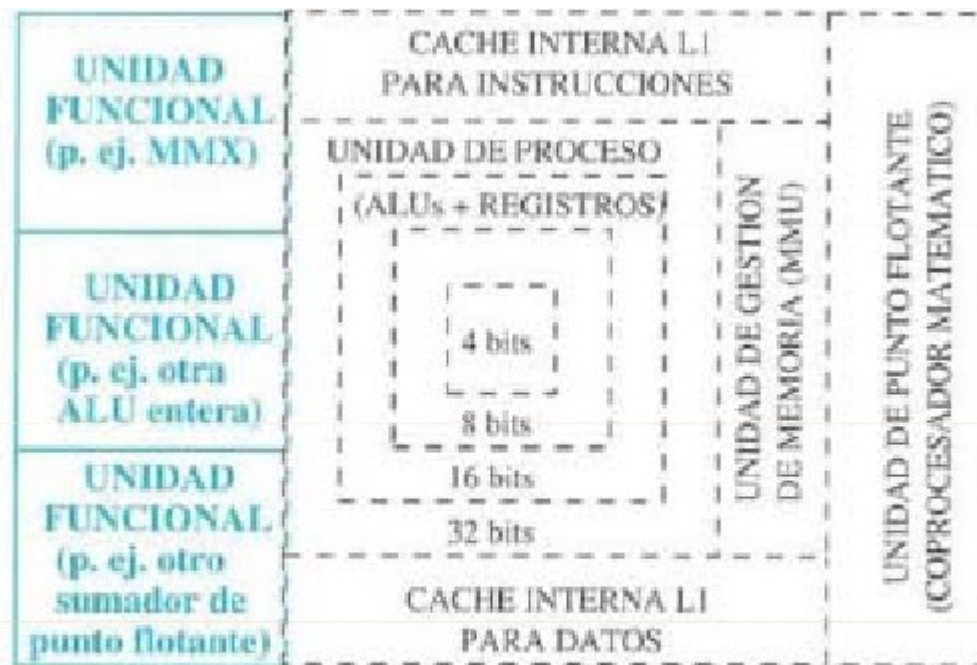 UNIDAD
FUNCIONAL
(p. ej. MMX)
UNIDAD
FUNCIONAL
(p. ej. otra
ALU entera)
UNIDAD
FUNCIONAL
(p. ej. otro
sumador de
punto flotante)
CACHE INTERNA L1
PARA INSTRUCCIONES
UNIDAD DE PROCESO
(ALUs + REGISTROS)
4 bits
8 bits
16 bits
32 bits
CACHE INTERNA L1
PARA DATOS
UNIDAD DE GESTION
DE MEMORIA (MMU)
UNIDAD DE PUNTO FLOTANTE
(COPROCESADOR MATEMATICO)